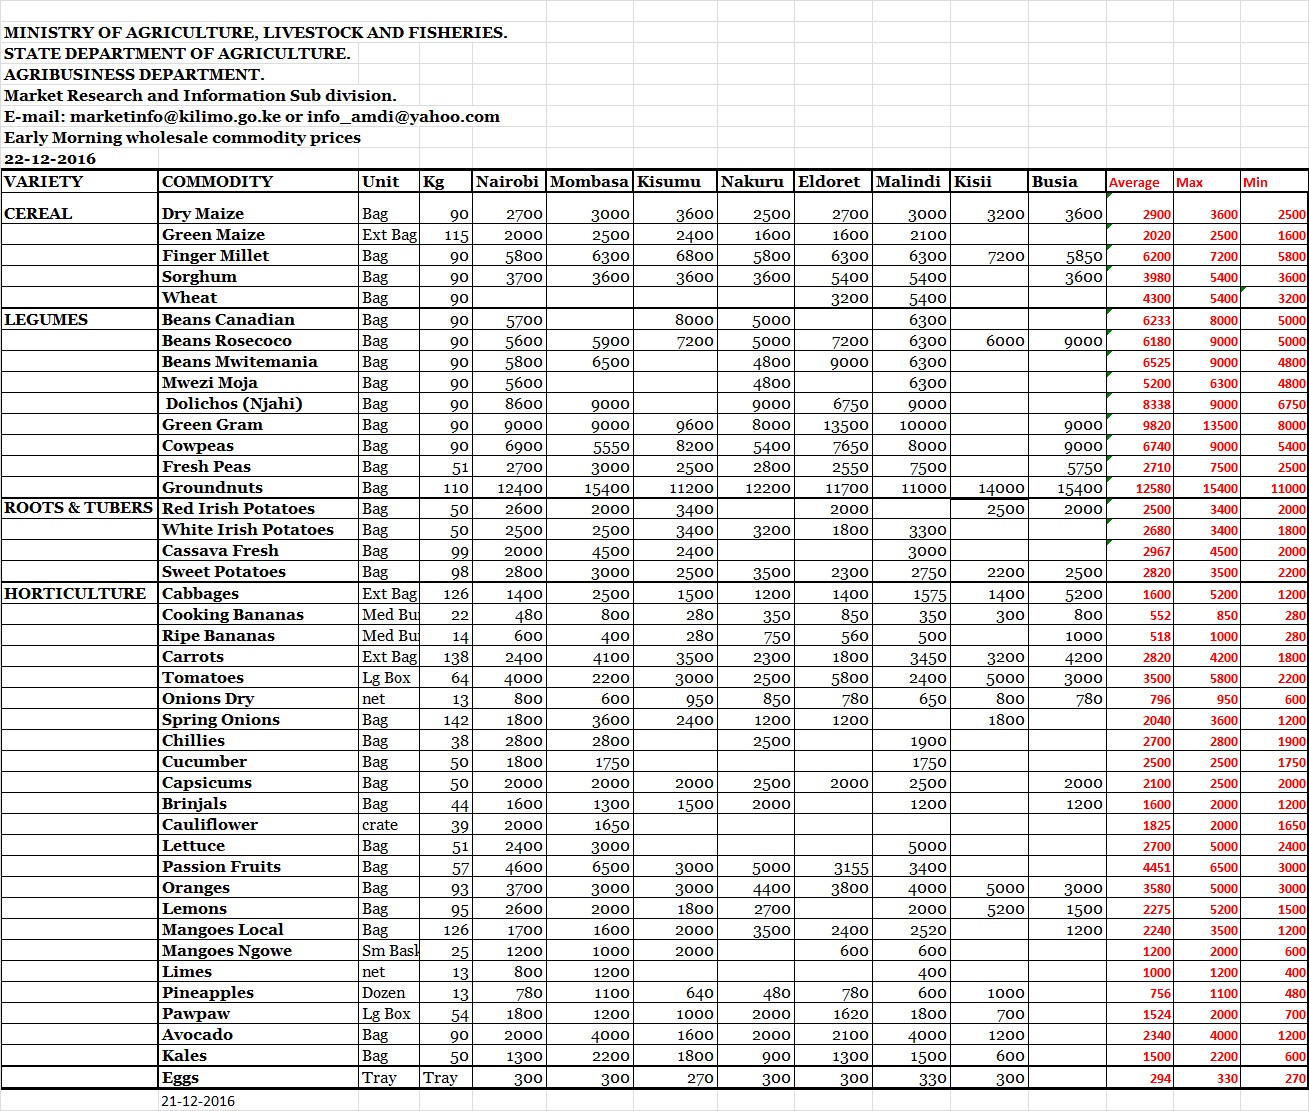 MINISTRY OF AGRICULTURE, LIVESTOCK AND FISHERIES.
STATE DEPARTMENT OF AGRICULTURE.
AGRIBUSINESS DEPARTMENT.
Market Research and Information Sub division.
E-mail: marketinfo@kilimo.go.ke or info_amdi@yahoo.com
Early Morning wholesale commodity prices
22-12-2016
VARIETY COMMODITY Unit Kg Nairobi Mombasa Kisumu Nakuru Eldoret Malindi Kisii Busia Average Max Min
CEREAL Dry Maize Bag 90 2700 3000 3600 2500 2700 3000 3200 3600 2900 3600 2500
Green Maize Ext Bag 115 2000 2500 2400 1600 1600 2100 2020 2500 1600
Finger Millet Bag 90 5800 6300 6800 5800 6300 6300 7200 5850 6200 7200 5800
Sorghum Bag 90 3700 3600 3600 3600 5400 5400 3600 3980 5400 3600
Wheat Bag 90 3200 5400 4300 5400 3200
LEGUMES Beans Canadian Bag 90 5700 8000 5000 6300 6233 8000 5000
Beans Rosecoco Bag 90 5600 5900 7200 5000 7200 6300 6000 9000 6180 9000 5000
Beans Mwitemania Bag 90 5800 6500 4800 9000 6300 6525 9000 4800
Mwezi Moja Bag 90 5600 4800 6300 5200 6300 4800
Dolichos (Njahi) Bag 90 8600 9000 9000 6750 9000 8338 9000 6750
Green Gram Bag 90 9000 9000 9600 8000 13500 10000 9000 9820 13500 8000
Cowpeas Bag 90 6900 5550 8200 5400 7650 8000 9000 6740 9000 5400
Fresh Peas Bag 51 2700 3000 2500 2800 2550 7500 5750 2710 7500 2500
Groundnuts Bag 110 12400 15400 11200 12200 11700 11000 14000 15400 12580 15400 11000
ROOTS & TUBERS Red Irish Potatoes Bag 50 2600 2000 3400 2000 2500 2000 2500 3400 2000
White Irish Potatoes Bag 50 2500 2500 3400 3200 1800 3300 2680 3400 1800
Cassava Fresh Bag 99 2000 4500 2400 3000 2967 4500 2000
Sweet Potatoes Bag 98 2800 3000 2500 3500 2300 2750 2200 2500 2820 3500 2200
HORTICULTURE Cabbages Ext Bag 126 1400 2500 1500 1200 1400 1575 1400 5200 1600 5200 1200
Cooking Bananas Med Bu 22 480 800 280 350 850 350 300 800 552 850 280
Ripe Bananas Med Bu 14 600 400 280 750 560 500 1000 518 1000 280
Carrots Ext Bag 138 2400 4100 3500 2300 1800 3450 3200 4200 2820 4200 1800
Tomatoes Lg Box 64 4000 2200 3000 2500 5800 2400 5000 3000 3500 5800 2200
Onions Dry net 13 800 600 950 850 780 650 800 780 796 950 600
Spring Onions Bag 142 1800 3600 2400 1200 1200 1800 2040 3600 1200
Chillies Bag 38 2800 2800 2500 1900 2700 2800 1900
Cucumber Bag 50 1800 1750 1750 2500 2500 1750
Capsicums Bag 50 2000 2000 2000 2500 2000 2500 2000 2100 2500 2000
Brinjals Bag 44 1600 1300 1500 2000 1200 1200 1600 2000 1200
Cauliflower crate 39 2000 1650 1825 2000 1650
Lettuce Bag 51 2400 3000 5000 2700 5000 2400
Passion Fruits Bag 57 4600 6500 3000 5000 3155 3400 4451 6500 3000
Oranges Bag 93 3700 3000 3000 4400 3800 4000 5000 3000 3580 5000 3000
Lemons Bag 95 2600 2000 1800 2700 2000 5200 1500 2275 5200 1500
Mangoes Local Bag 126 1700 1600 2000 3500 2400 2520 1200 2240 3500 1200
Mangoes Ngowe Sm Bask 25 1200 1000 2000 600 600 1200 2000 600
Limes net 13 800 1200 400 1000 1200 400
Pineapples Dozen 13 780 1100 640 480 780 600 1000 756 1100 480
Pawpaw Lg Box 54 1800 1200 1000 2000 1620 1800 700 1524 2000 700
Avocado Bag 90 2000 4000 1600 2000 2100 4000 1200 2340 4000 1200
Kales Bag 50 1300 2200 1800 900 1300 1500 600 1500 2200 600
Eggs Tray Tray 300 300 270 300 300 330 300 294 330 270
21-12-2016